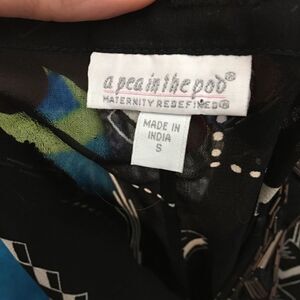 a pea in the pod®
MATERNITY REDEFINED®
MADE IN
INDIA
S